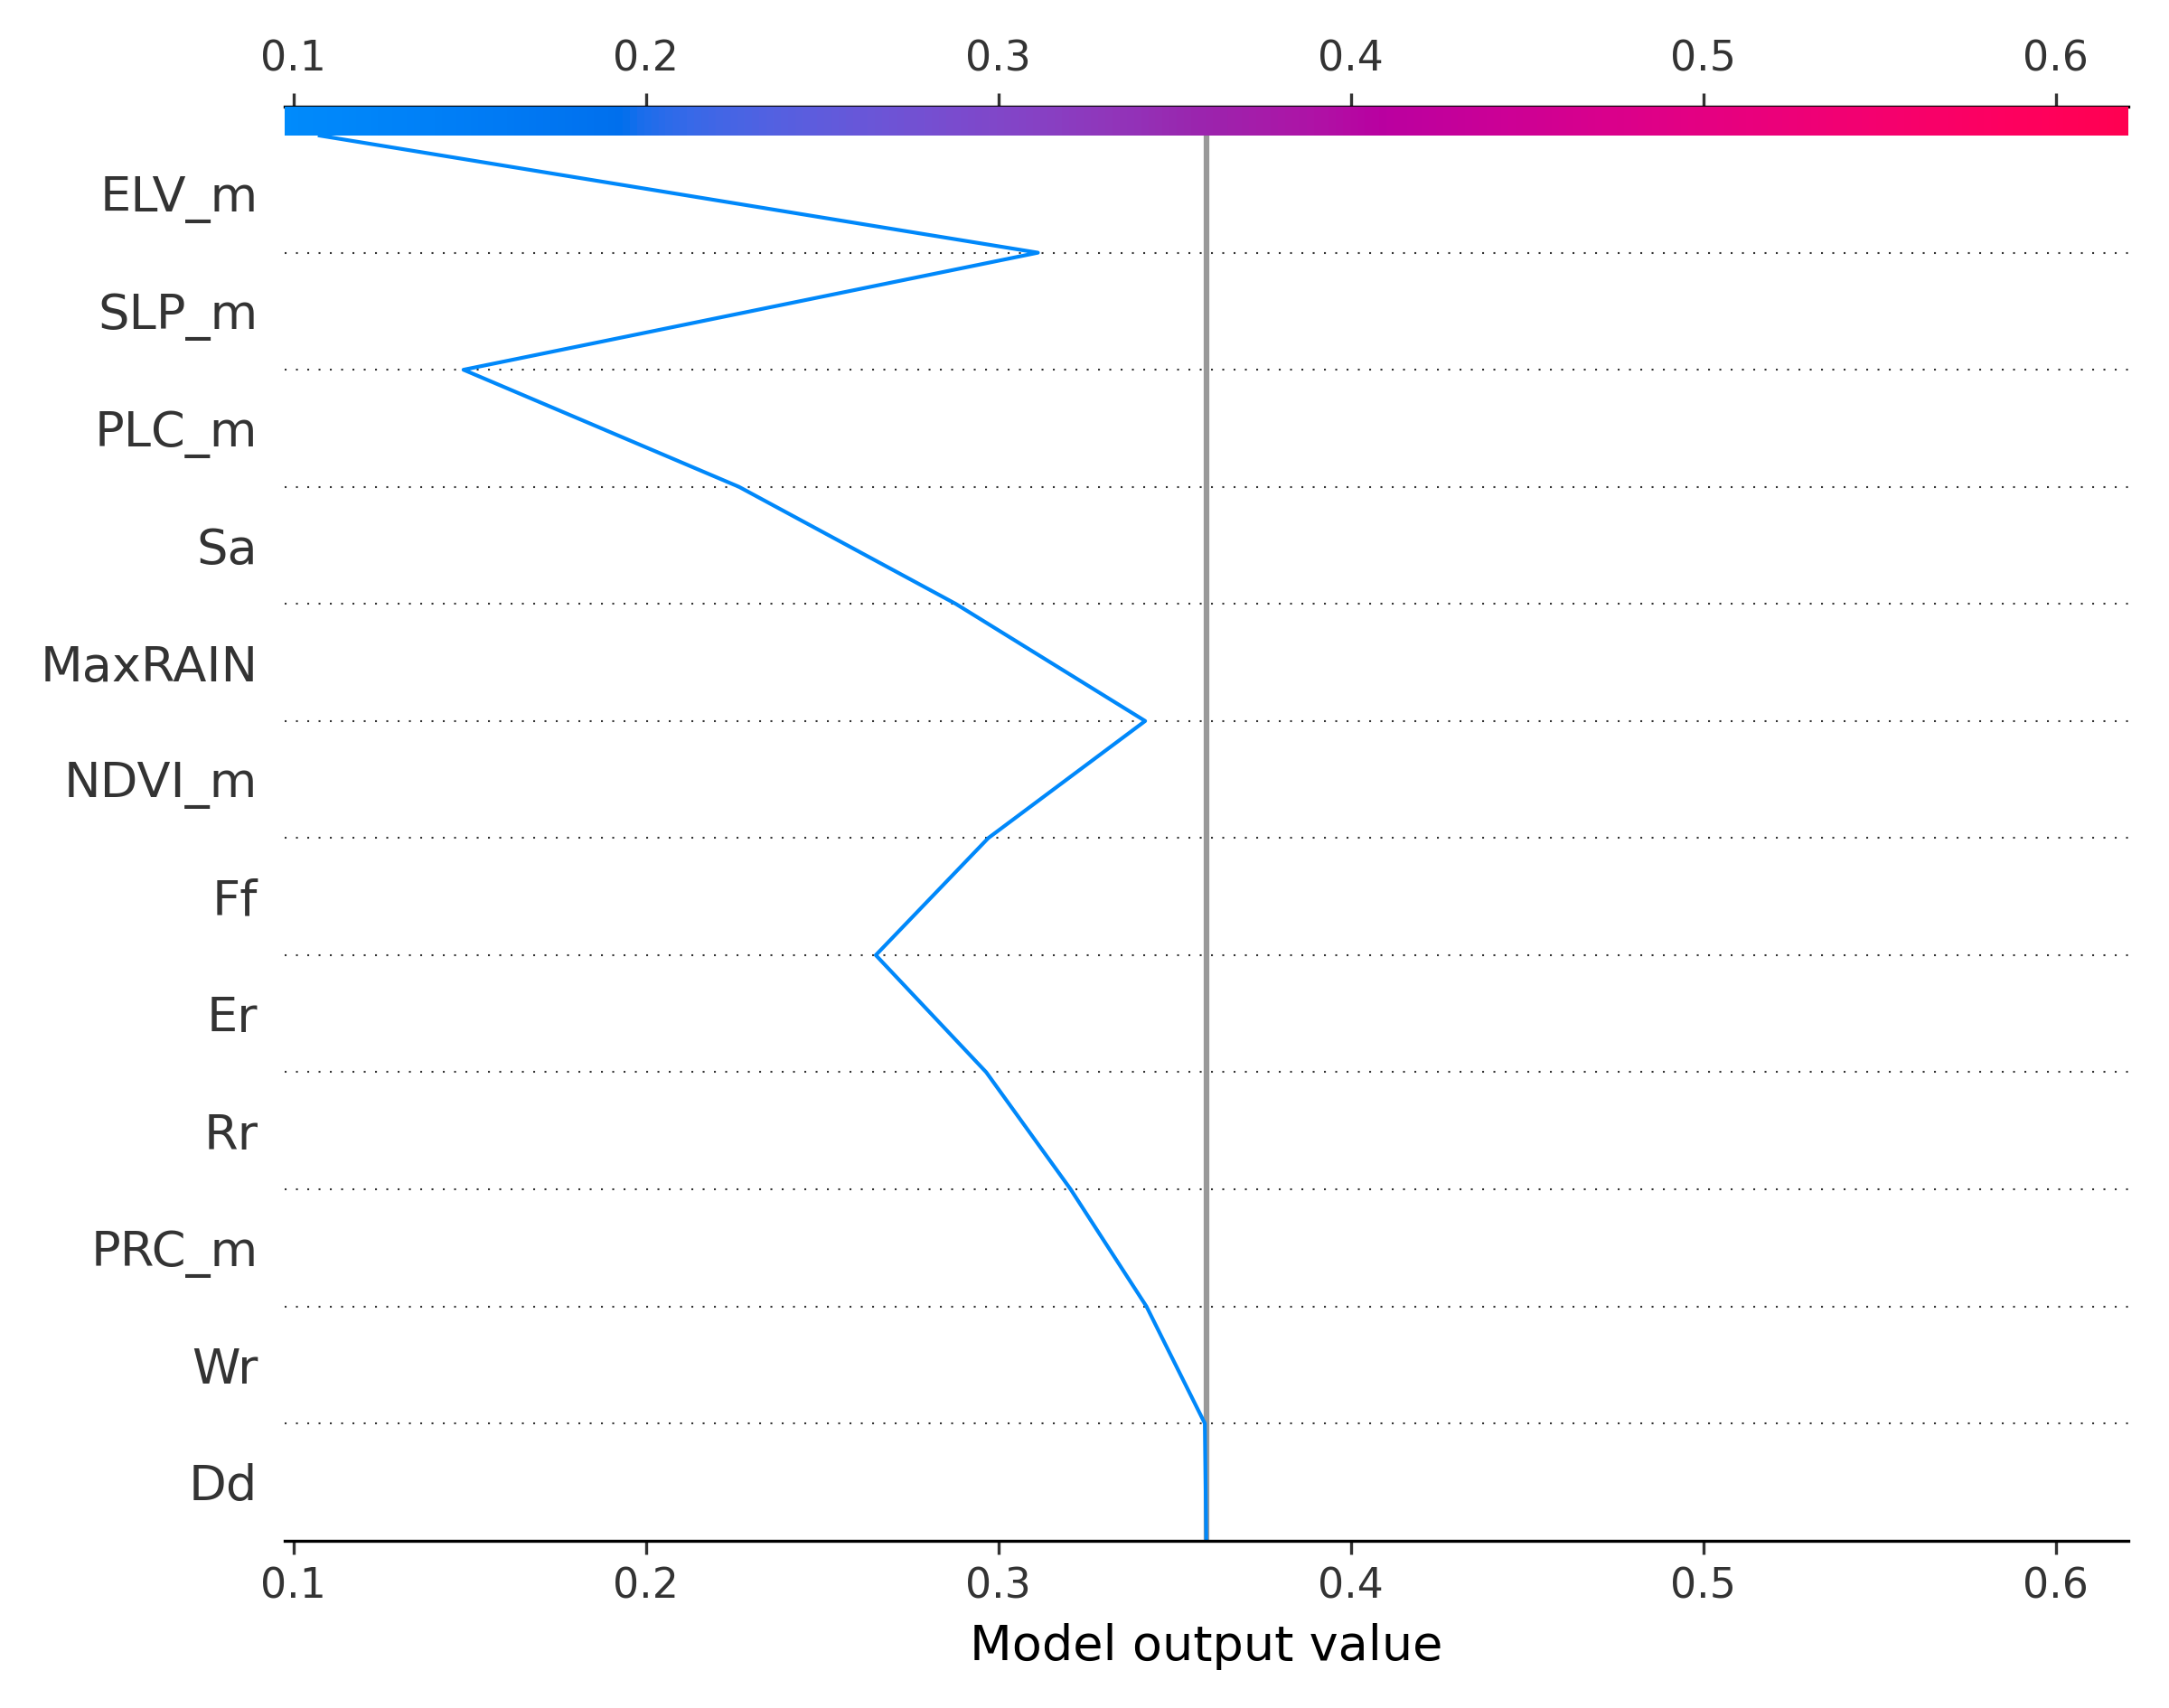 0.1 0.2 0.3 0.4 0.5 0.6
ELV_m
SLP_m
PLC_m
Sa
MaxRAIN
NDVI_m
Ff
Er
Rr
PRC_m
Wr
Dd
0.1 0.2 0.3 0.4 0.5 0.6
Model output value